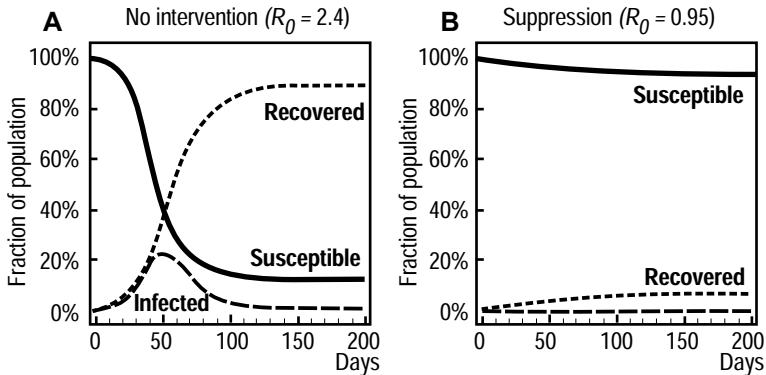 A
No intervention (R0 = 2.4)
Fraction of population
100%
80%
60%
40%
20%
0%
Recovered
Susceptible
Infected
0 50 100 150 200
Days
B
Suppression (R0 = 0.95)
Fraction of population
100%
80%
60%
40%
20%
0%
Susceptible
Recovered
0 50 100 150 200
Days